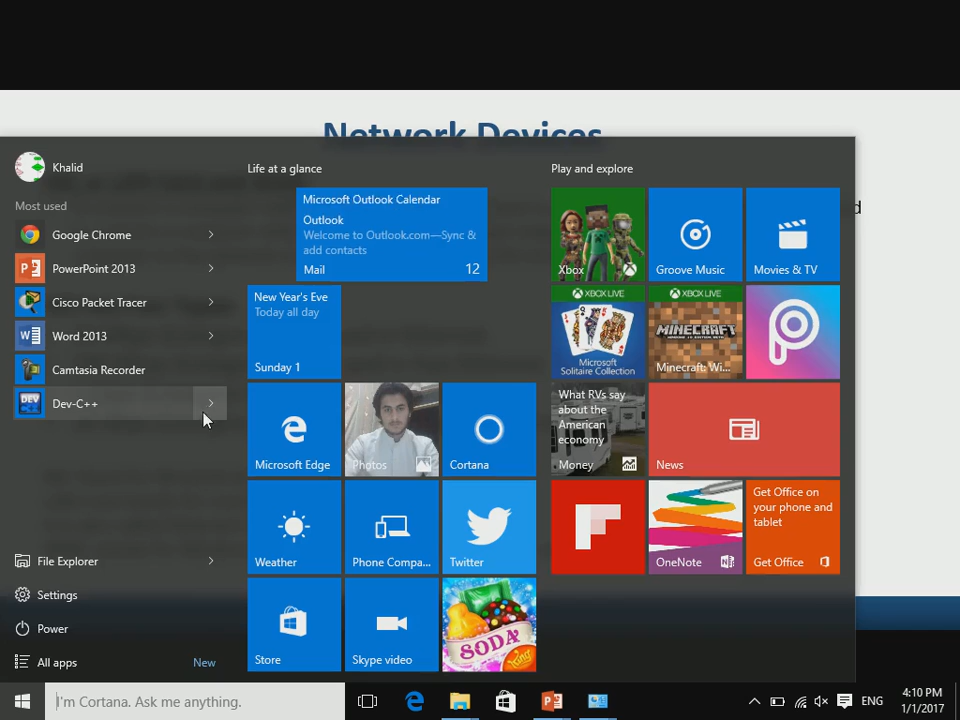 Network Devices
Khalid
Most used
Google Chrome
PowerPoint 2013
Cisco Packet Tracer
Word 2013
Camtasia Recorder
DEV
Dev-C++
File Explorer
Settings
Power
All apps
New
Life at a glance
Microsoft Outlook Calendar
Outlook
Welcome to Outlook.com—Sync &
add contacts
Mail
12
New Year's Eve
Today all day
Sunday 1
Microsoft Edge
Photos
Cortana
Weather
Phone Compa...
Twitter
Store
Skype video
SODA
King
Play and explore
Xbox
Groove Music
Movies & TV
XBOX LIVE
Microsoft
Solitaire Collection
XBOX LIVE
MINECRAFT
Minecraft: Wi...
What RVs say
about the
American
economy
Money
News
OneNote
Get Office on
your phone and
tablet
Get Office
I'm Cortana. Ask me anything.
ENG
4:10 PM
1/1/2017